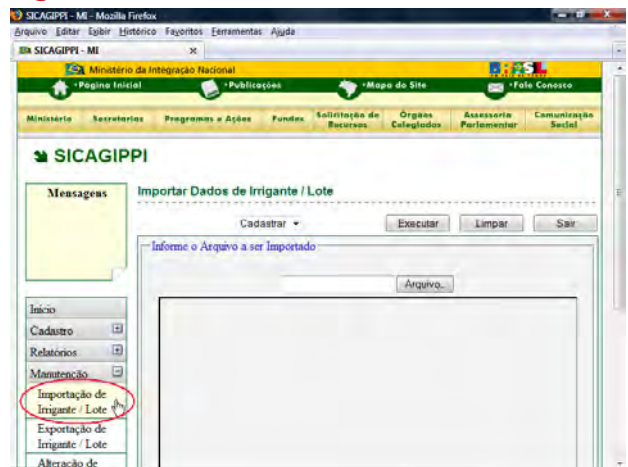 SICAGIPPI - MI - Mozilla Firefox
Arquivo Editar Exibir Histórico Favoritos Ferramentas Ajuda
SICAGIPPI - MI
Ministério da Integração Nacional
Página Inicial Publicações Mapa do Site Fale Conosco
Ministério Secretarias Programas e Ações Fundos Solicitação de Recursos Órgãos Colegiados Assessoria Parlamentar Comunicação Social
SICAGIPPI
Mensagens
Importar Dados de Irrigante / Lote
Cadastrar Executar Limpar Sair
Informe o Arquivo a ser Importado
Arquivo...
Início
Cadastro
Relatórios
Manutenção
Importação de
Irrigante / Lote
Exportação de
Irrigante / Lote
Alteração de